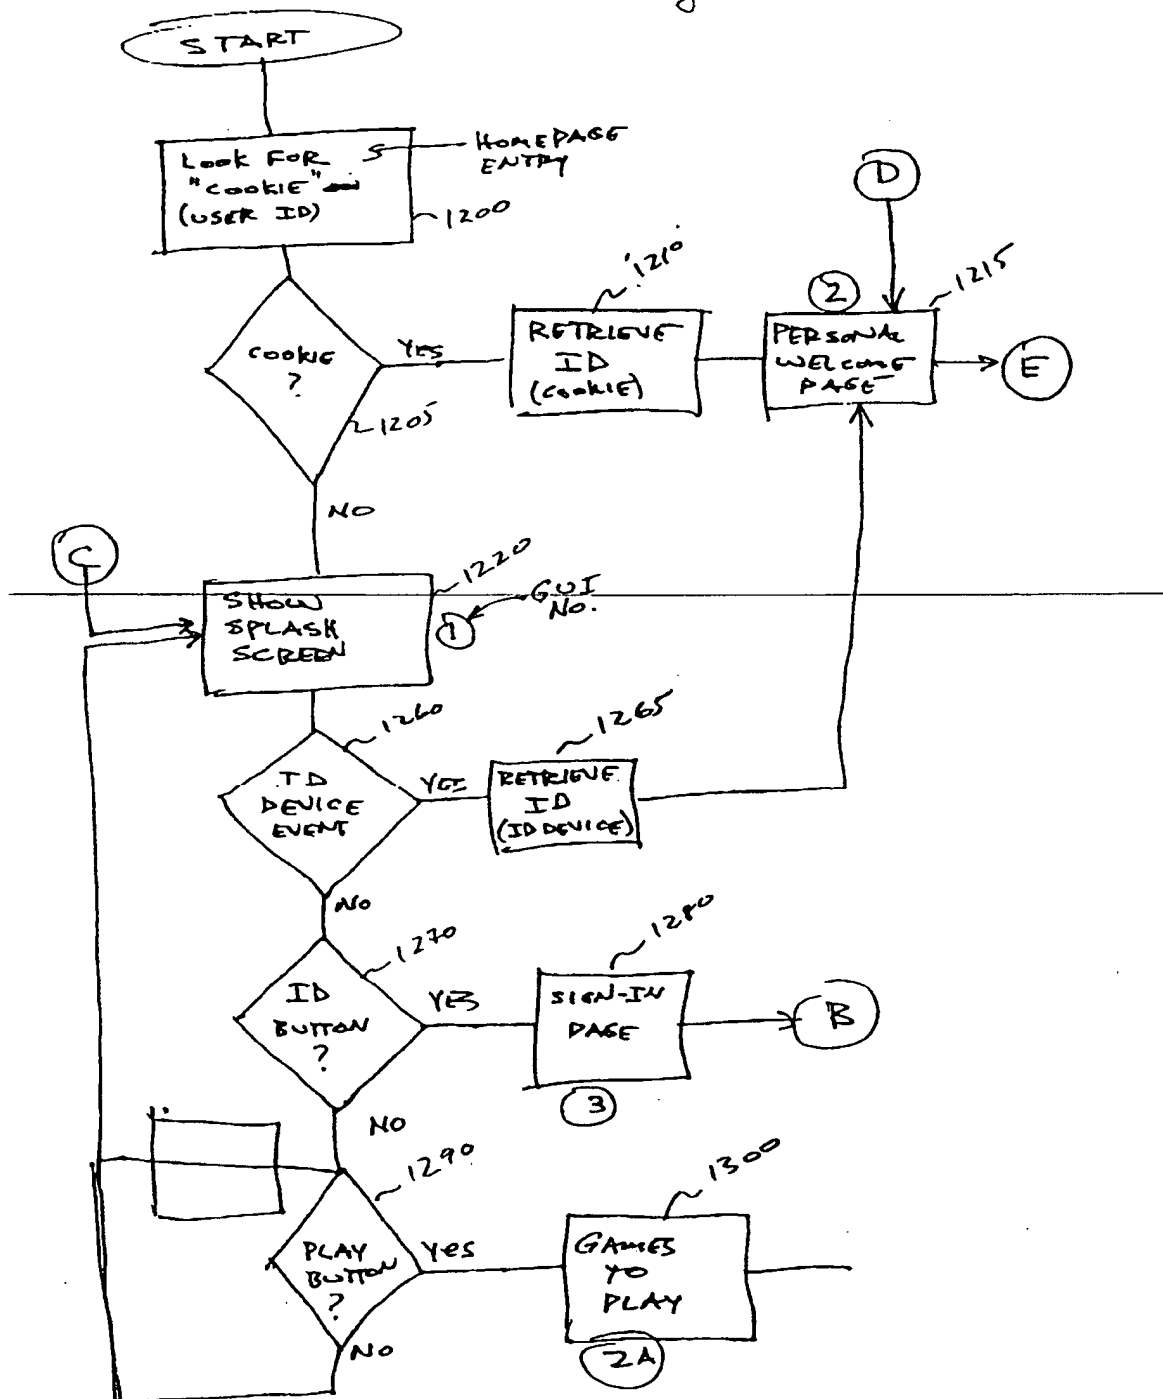 START
LOOK FOR
"COOKIE"
(USER ID)
HOMEPAGE
ENTRY
1200
D
COOKIE
?
YES
1205
NO
1210
RETRIEVE
ID
(COOKIE)
2
1215
PERSONAL
WELCOME
PAGE
E
C
1220
SHOW
SPLASH
SCREEN
1
GUI
NO.
1260
ID
DEVICE
EVENT
YES
1265
RETRIEVE
ID
(ID DEVICE)
NO
1270
ID
BUTTON
?
YES
1280
SIGN-IN
PAGE
3
B
NO
1290
PLAY
BUTTON
?
YES
1300
GAMES
TO
PLAY
2A
NO